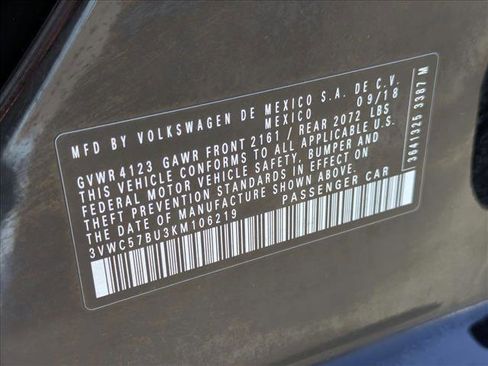 MFD BY VOLKSWAGEN DE MEXICO S.A. DE C.V.
MEXICO 09/18
GVWR 4123 GAWR FRONT 2161 / REAR 2072 LBS
THIS VEHICLE CONFORMS TO ALL APPLICABLE U.S.
FEDERAL MOTOR VEHICLE SAFETY, BUMPER AND
THEFT PREVENTION STANDARDS IN EFFECT ON
THE DATE OF MANUFACTURE SHOWN ABOVE.
3VWC57BU3KM106219 PASSENGER CAR